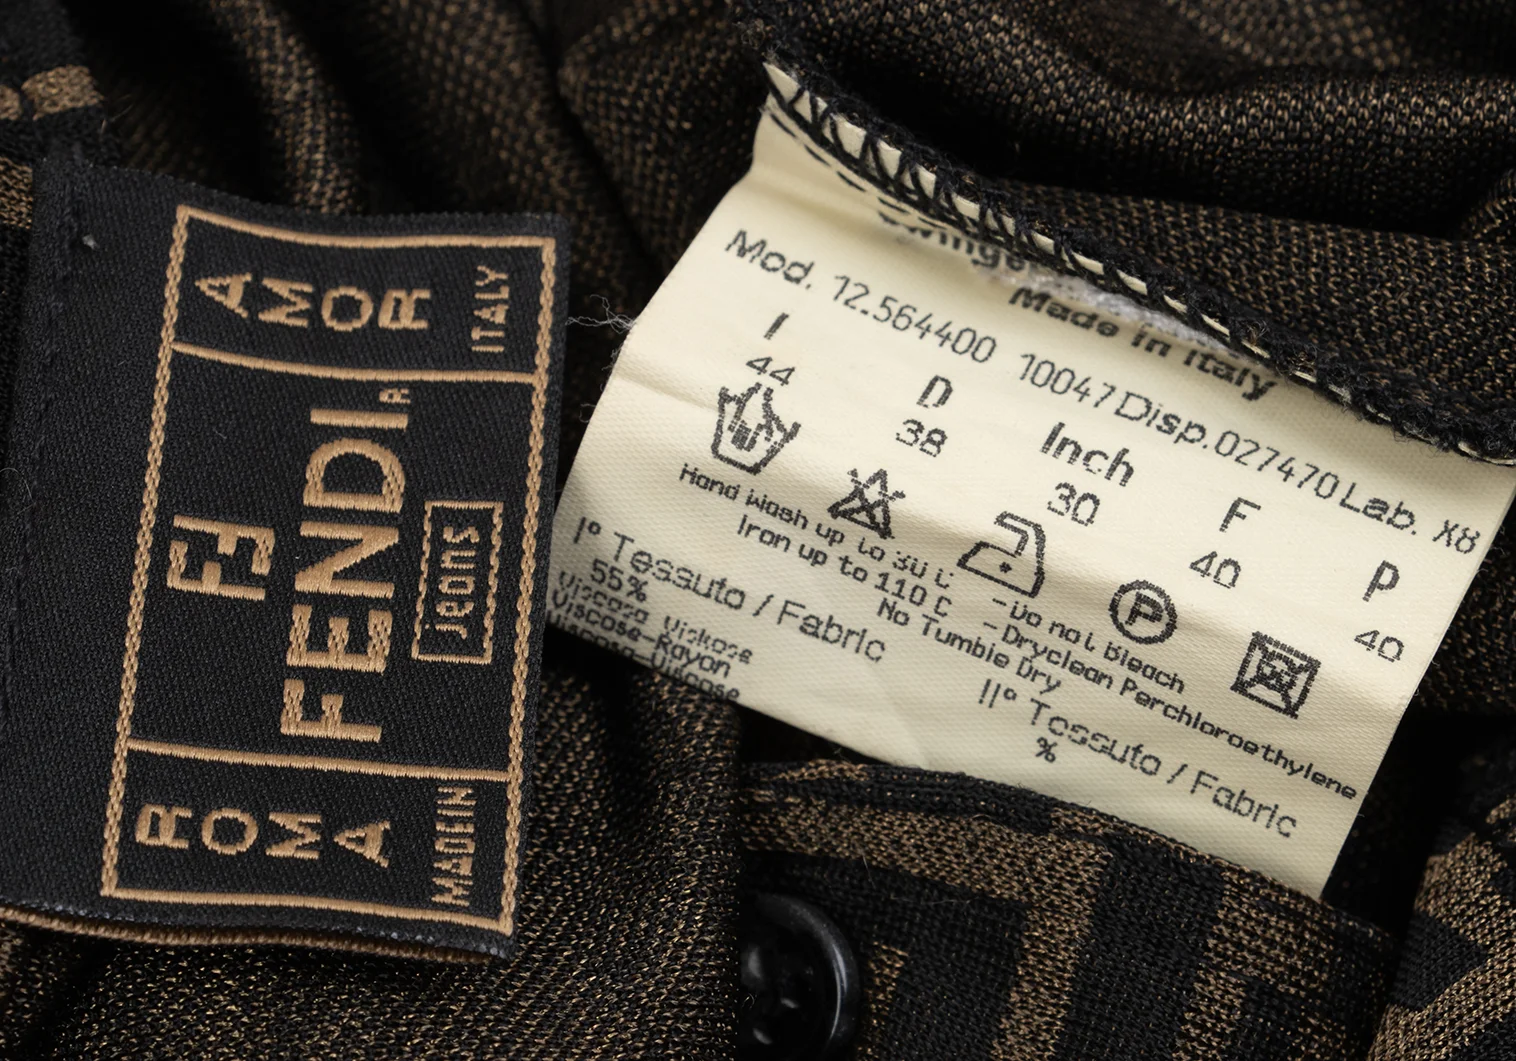 ROMA
AMOR
FF
FENDI
R
jeans
MADE IN
ITALY
Made in Italy
Mod. 12.564400 10047 Disp.027470 Lab. X8
I D Inch F P
44 38 30 40 40
P
Hand Wash up to 30 C - Do not Bleach
Iron up to 110 C - Dryclean Perchloroethylene
No Tumble Dry
I° Tessuto / Fabric
55%
Viscosa Viskose
Viscose-Rayon
Viscose
II° Tessuto / Fabric
%